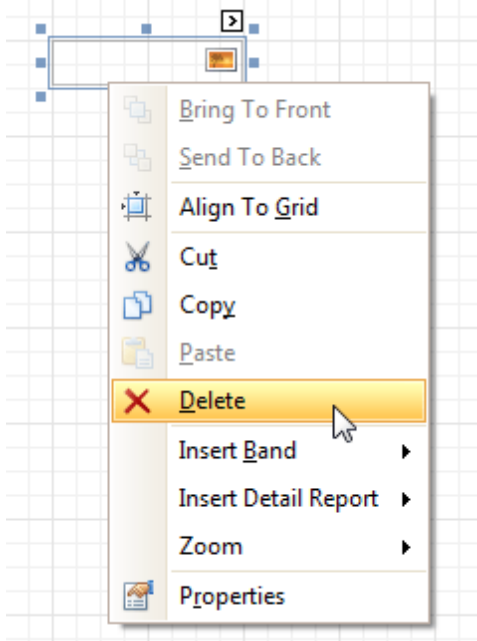 Bring To Front
Send To Back
Align To Grid
Cut
Copy
Paste
Delete
Insert Band
Insert Detail Report
Zoom
Properties